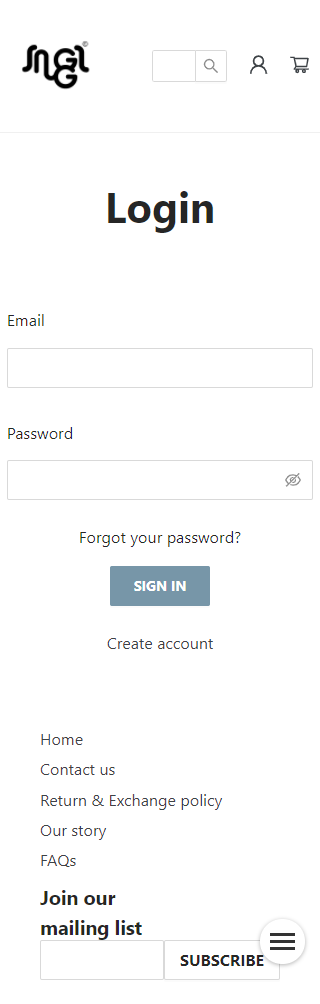 Login
Email
Password
Forgot your password?
SIGN IN
Create account
Home
Contact us
Return & Exchange policy
Our story
FAQs
Join our
mailing list
SUBSCRIBE